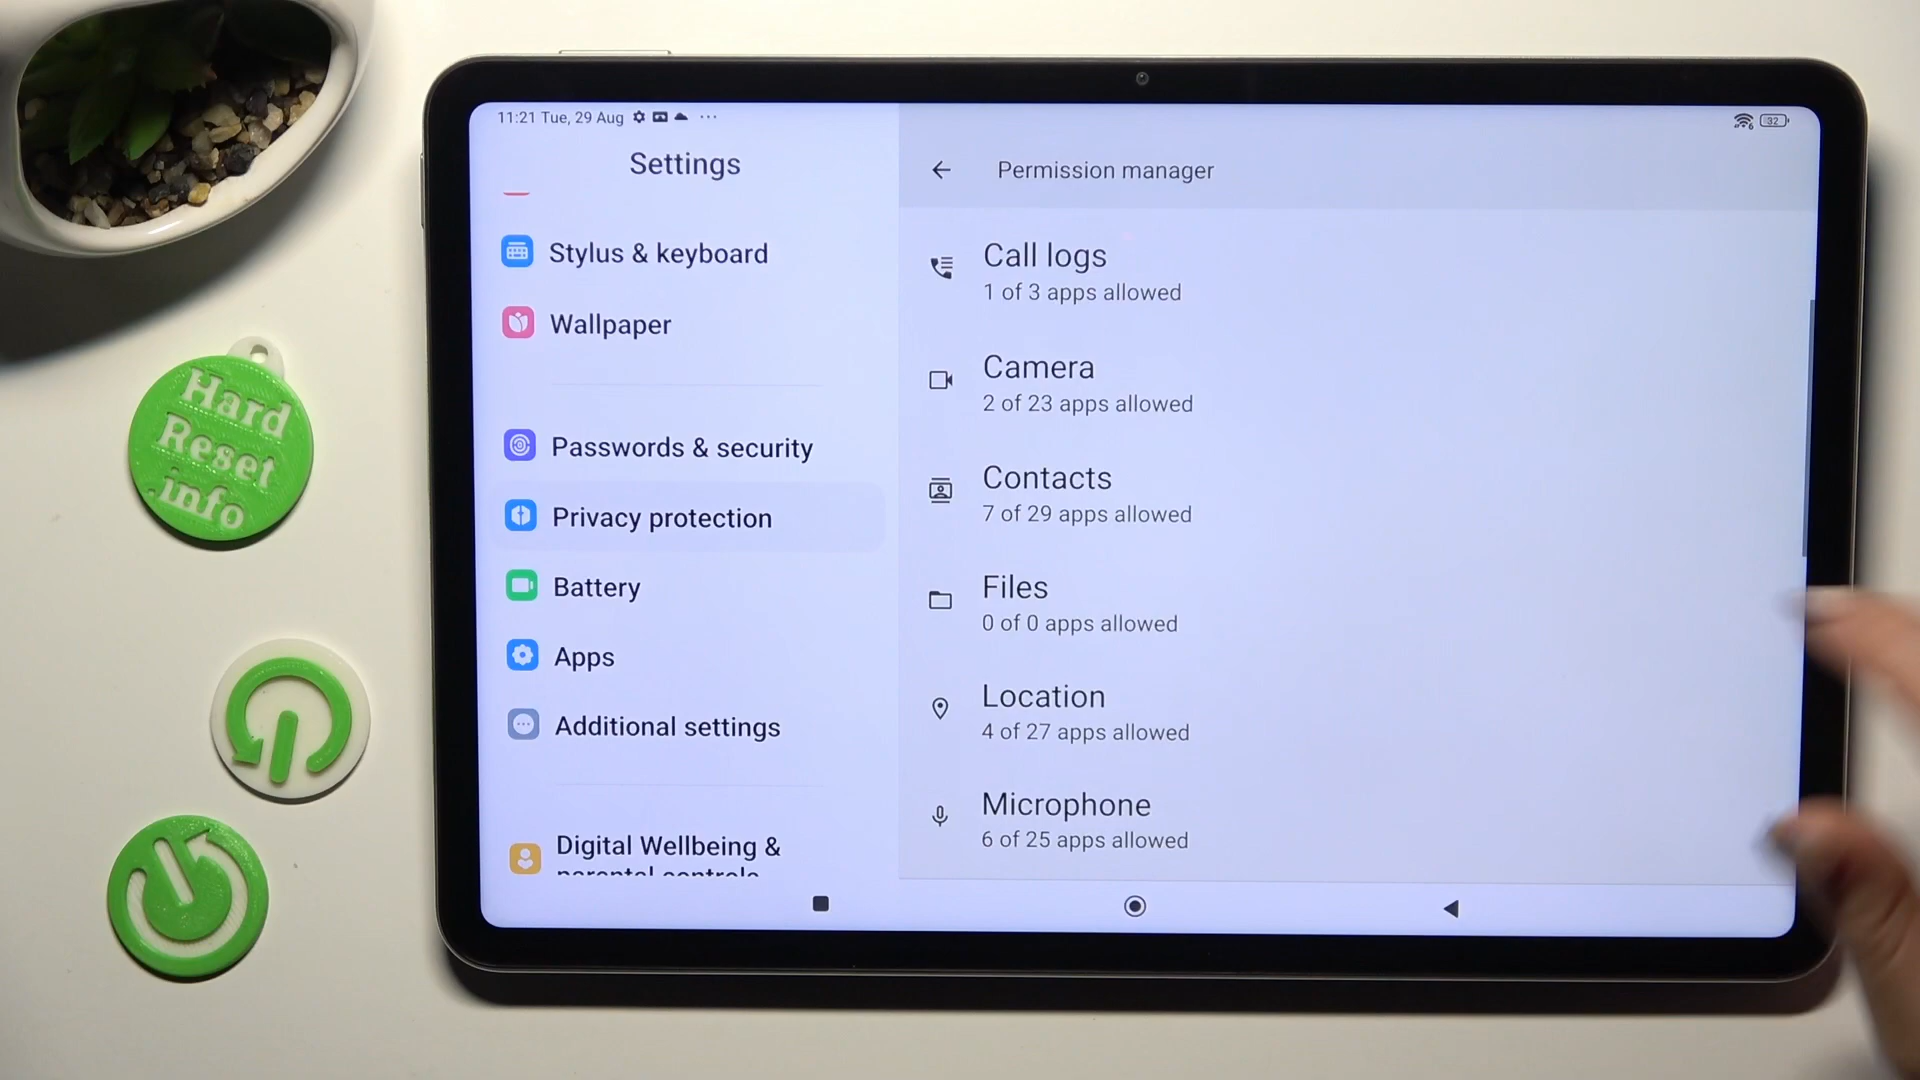 11:21 Tue, 29 Aug
32
Settings
Stylus & keyboard
Wallpaper
Passwords & security
Privacy protection
Battery
Apps
Additional settings
Digital Wellbeing &
parental controls
Permission manager
Call logs
1 of 3 apps allowed
Camera
2 of 23 apps allowed
Contacts
7 of 29 apps allowed
Files
0 of 0 apps allowed
Location
4 of 27 apps allowed
Microphone
6 of 25 apps allowed
Hard
Reset
.info